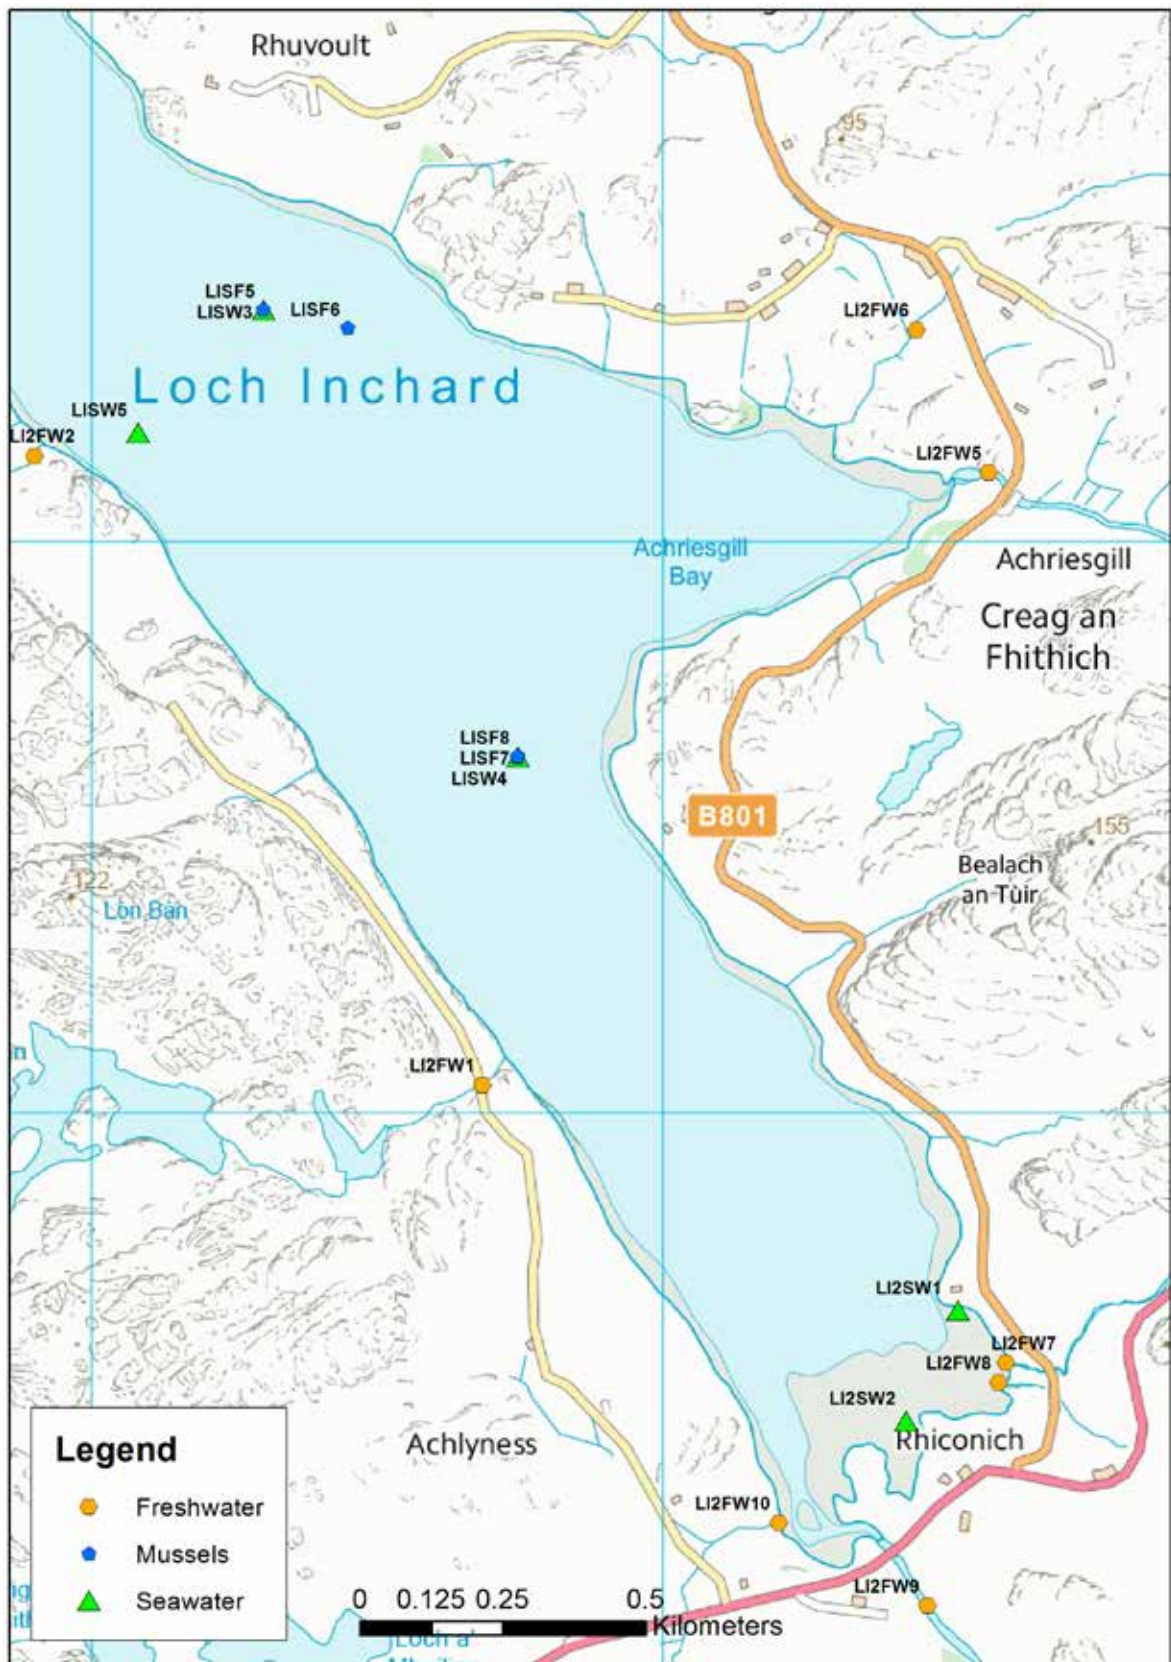 Rhuvoult
95
LISF5
LISW3
LISF6
LI2FW6
Loch Inchard
LISW5
LI2FW2
LI2FW5
Achriesgill
Bay
Achriesgill
Creag an
Fhithich
LISF8
LISF7
LISW4
B801
155
Bealach
an Tùir
122
Lòn Bàn
LI2FW1
LI2SW1
LI2FW7
LI2FW8
LI2SW2
Rhiconich
Achlyness
LI2FW10
LI2FW9
Legend
Freshwater
Mussels
Seawater
0 0.125 0.25 0.5
Kilometers
Loch a'